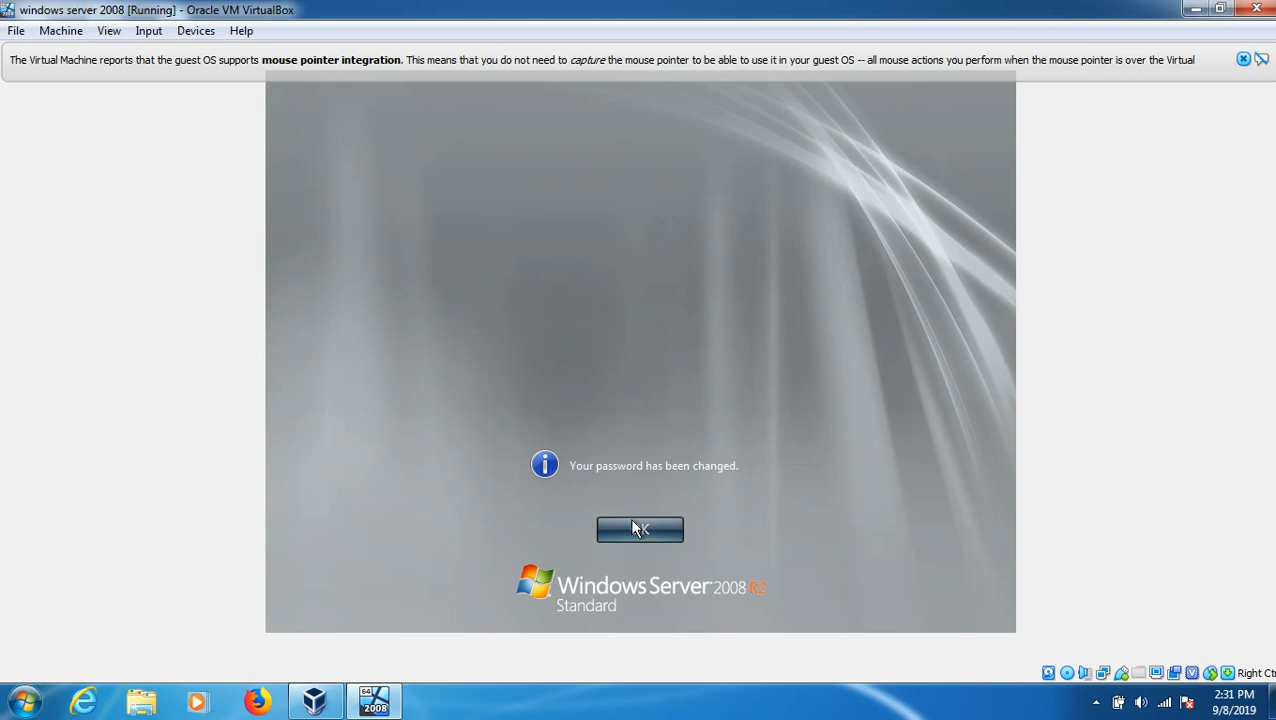 windows server 2008 [Running] - Oracle VM VirtualBox
File Machine View Input Devices Help
The Virtual Machine reports that the guest OS supports mouse pointer integration. This means that you do not need to capture the mouse pointer to be able to use it in your guest OS -- all mouse actions you perform when the mouse pointer is over the Virtual
Your password has been changed.
Windows Server 2008 R2
Standard
Right Ct
64
2008
2:31 PM
9/8/2019